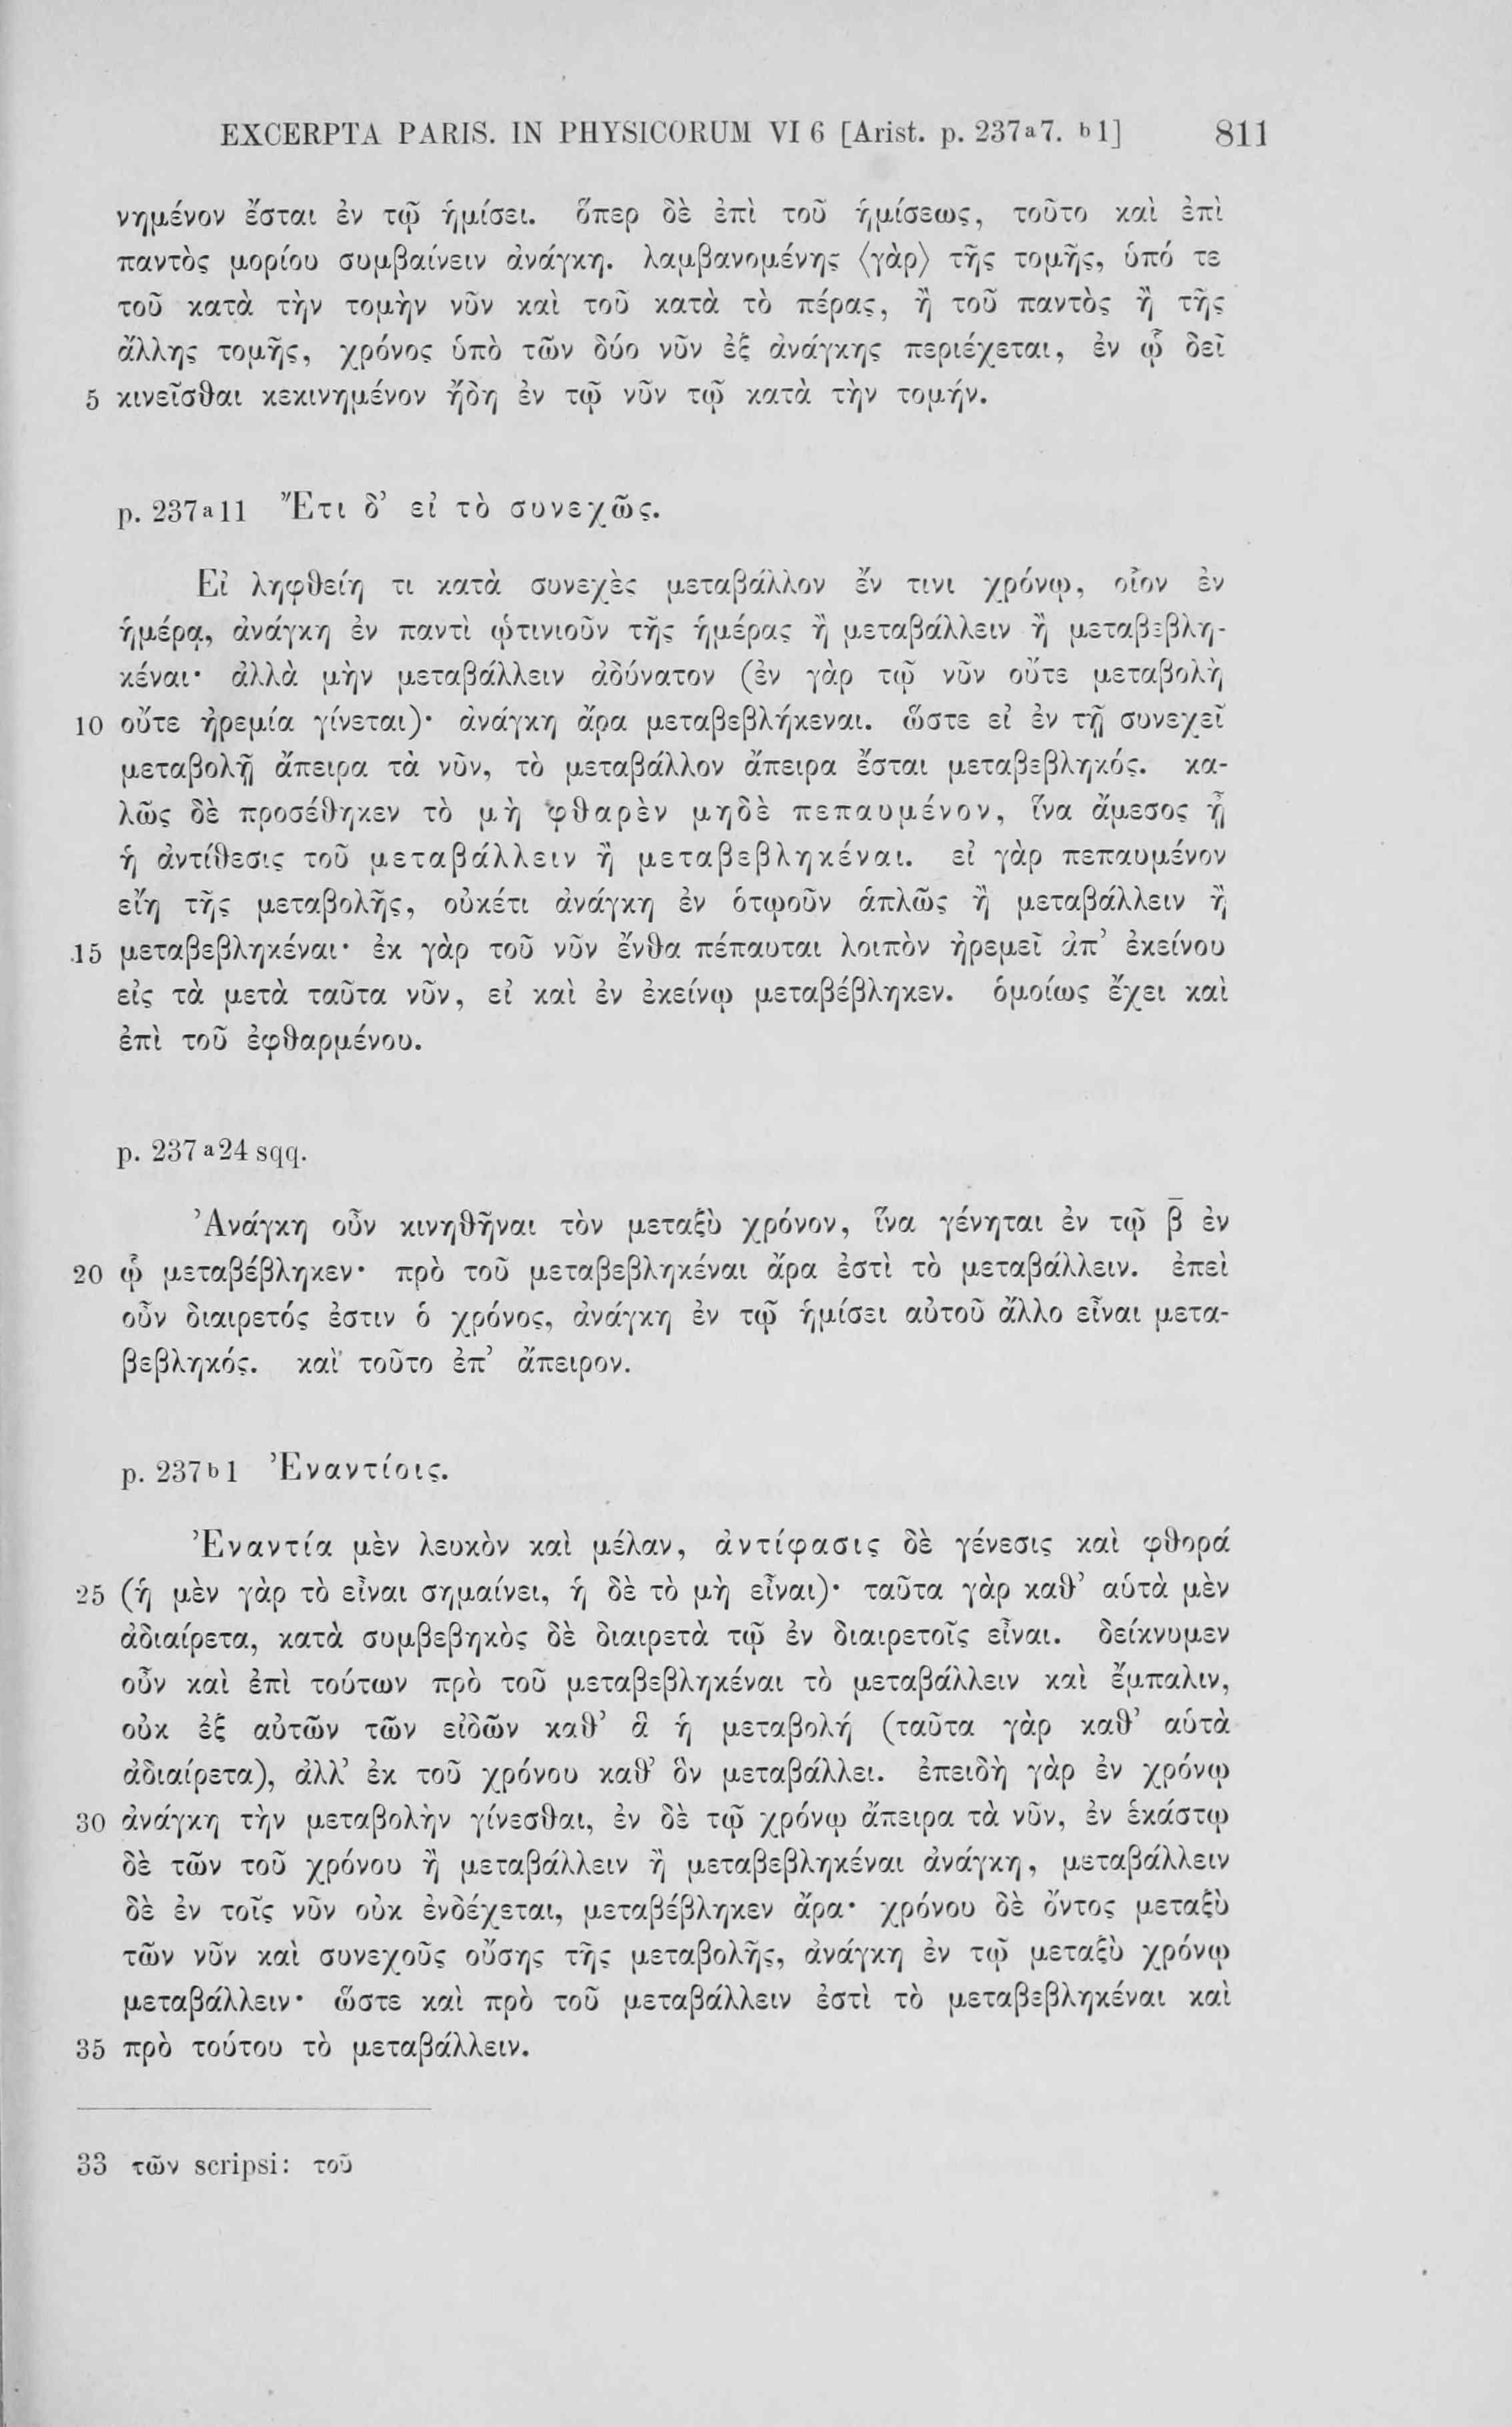 EXCERPTA PARIS. IN PHYSICORUM VI 6 [Arist. p. 237ᵃ7. ᵇ1] 811
νημένον ἔσται ἐν τῷ ἡμίσει. ὅπερ δὲ ἐπὶ τοῦ ἡμίσεως, τοῦτο καὶ ἐπὶ
παντὸς μορίου συμβαίνειν ἀνάγκη. λαμβανομένης ⟨γὰρ⟩ τῆς τομῆς, ὑπό τε
τοῦ κατὰ τὴν τομὴν νῦν καὶ τοῦ κατὰ τὸ πέρας, ἢ τοῦ παντὸς ἢ τῆς
ἄλλης τομῆς, χρόνος ὑπὸ τῶν δύο νῦν ἐξ ἀνάγκης περιέχεται, ἐν ᾧ δεῖ
5 κινεῖσθαι κεκινημένον ἤδη ἐν τῷ νῦν τῷ κατὰ τὴν τομήν.
p. 237ᵃ11 Ἔτι δ’ εἰ τὸ συνεχῶς.
Εἰ ληφθείη τι κατὰ συνεχὲς μεταβάλλον ἔν τινι χρόνῳ, οἷον ἐν
ἡμέρᾳ, ἀνάγκη ἐν παντὶ ᾡτινιοῦν τῆς ἡμέρας ἢ μεταβάλλειν ἢ μεταβεβλη-
κέναι· ἀλλὰ μὴν μεταβάλλειν ἀδύνατον (ἐν γὰρ τῷ νῦν οὔτε μεταβολὴ
10 οὔτε ἠρεμία γίνεται)· ἀνάγκη ἄρα μεταβεβλήκεναι. ὥστε εἰ ἐν τῇ συνεχεῖ
μεταβολῇ ἄπειρα τὰ νῦν, τὸ μεταβάλλον ἄπειρα ἔσται μεταβεβληκός. κα-
λῶς δὲ προσέθηκεν τὸ μὴ φθαρὲν μηδὲ πεπαυμένον, ἵνα ἄμεσος ᾖ
ἡ ἀντίθεσις τοῦ μεταβάλλειν ἢ μεταβεβληκέναι. εἰ γὰρ πεπαυμένον
εἴη τῆς μεταβολῆς, οὐκέτι ἀνάγκη ἐν ὁτῳοῦν ἁπλῶς ἢ μεταβάλλειν ἢ
15 μεταβεβληκέναι· ἐκ γὰρ τοῦ νῦν ἔνθα πέπαυται λοιπὸν ἠρεμεῖ ἀπ’ ἐκείνου
εἰς τὰ μετὰ ταῦτα νῦν, εἰ καὶ ἐν ἐκείνῳ μεταβέβληκεν. ὁμοίως ἔχει καὶ
ἐπὶ τοῦ ἐφθαρμένου.
p. 237ᵃ24 sqq.
Ἀνάγκη οὖν κινηθῆναι τὸν μεταξὺ χρόνον, ἵνα γένηται ἐν τῷ β̄ ἐν
20 ᾧ μεταβέβληκεν· πρὸ τοῦ μεταβεβληκέναι ἄρα ἐστὶ τὸ μεταβάλλειν. ἐπεὶ
οὖν διαιρετός ἐστιν ὁ χρόνος, ἀνάγκη ἐν τῷ ἡμίσει αὐτοῦ ἄλλο εἶναι μετα-
βεβληκός. καὶ τοῦτο ἐπ’ ἄπειρον.
p. 237ᵇ1 Ἐναντίοις.
Ἐναντία μὲν λευκὸν καὶ μέλαν, ἀντίφασις δὲ γένεσις καὶ φθορά
25 (ἡ μὲν γὰρ τὸ εἶναι σημαίνει, ἡ δὲ τὸ μὴ εἶναι)· ταῦτα γὰρ καθ’ αὑτὰ μὲν
ἀδιαίρετα, κατὰ συμβεβηκὸς δὲ διαιρετὰ τῷ ἐν διαιρετοῖς εἶναι. δείκνυμεν
οὖν καὶ ἐπὶ τούτων πρὸ τοῦ μεταβεβληκέναι τὸ μεταβάλλειν καὶ ἔμπαλιν,
οὐκ ἐξ αὐτῶν τῶν εἰδῶν καθ’ ἃ ἡ μεταβολή (ταῦτα γὰρ καθ’ αὑτὰ
ἀδιαίρετα), ἀλλ’ ἐκ τοῦ χρόνου καθ’ ὃν μεταβάλλει. ἐπειδὴ γὰρ ἐν χρόνῳ
30 ἀνάγκη τὴν μεταβολὴν γίνεσθαι, ἐν δὲ τῷ χρόνῳ ἄπειρα τὰ νῦν, ἐν ἑκάστῳ
δὲ τῶν τοῦ χρόνου ἢ μεταβάλλειν ἢ μεταβεβληκέναι ἀνάγκη, μεταβάλλειν
δὲ ἐν τοῖς νῦν οὐκ ἐνδέχεται, μεταβέβληκεν ἄρα· χρόνου δὲ ὄντος μεταξὺ
τῶν νῦν καὶ συνεχοῦς οὔσης τῆς μεταβολῆς, ἀνάγκη ἐν τῷ μεταξὺ χρόνῳ
μεταβάλλειν· ὥστε καὶ πρὸ τοῦ μεταβάλλειν ἐστὶ τὸ μεταβεβληκέναι καὶ
35 πρὸ τούτου τὸ μεταβάλλειν.
33 τῶν scripsi: τοῦ